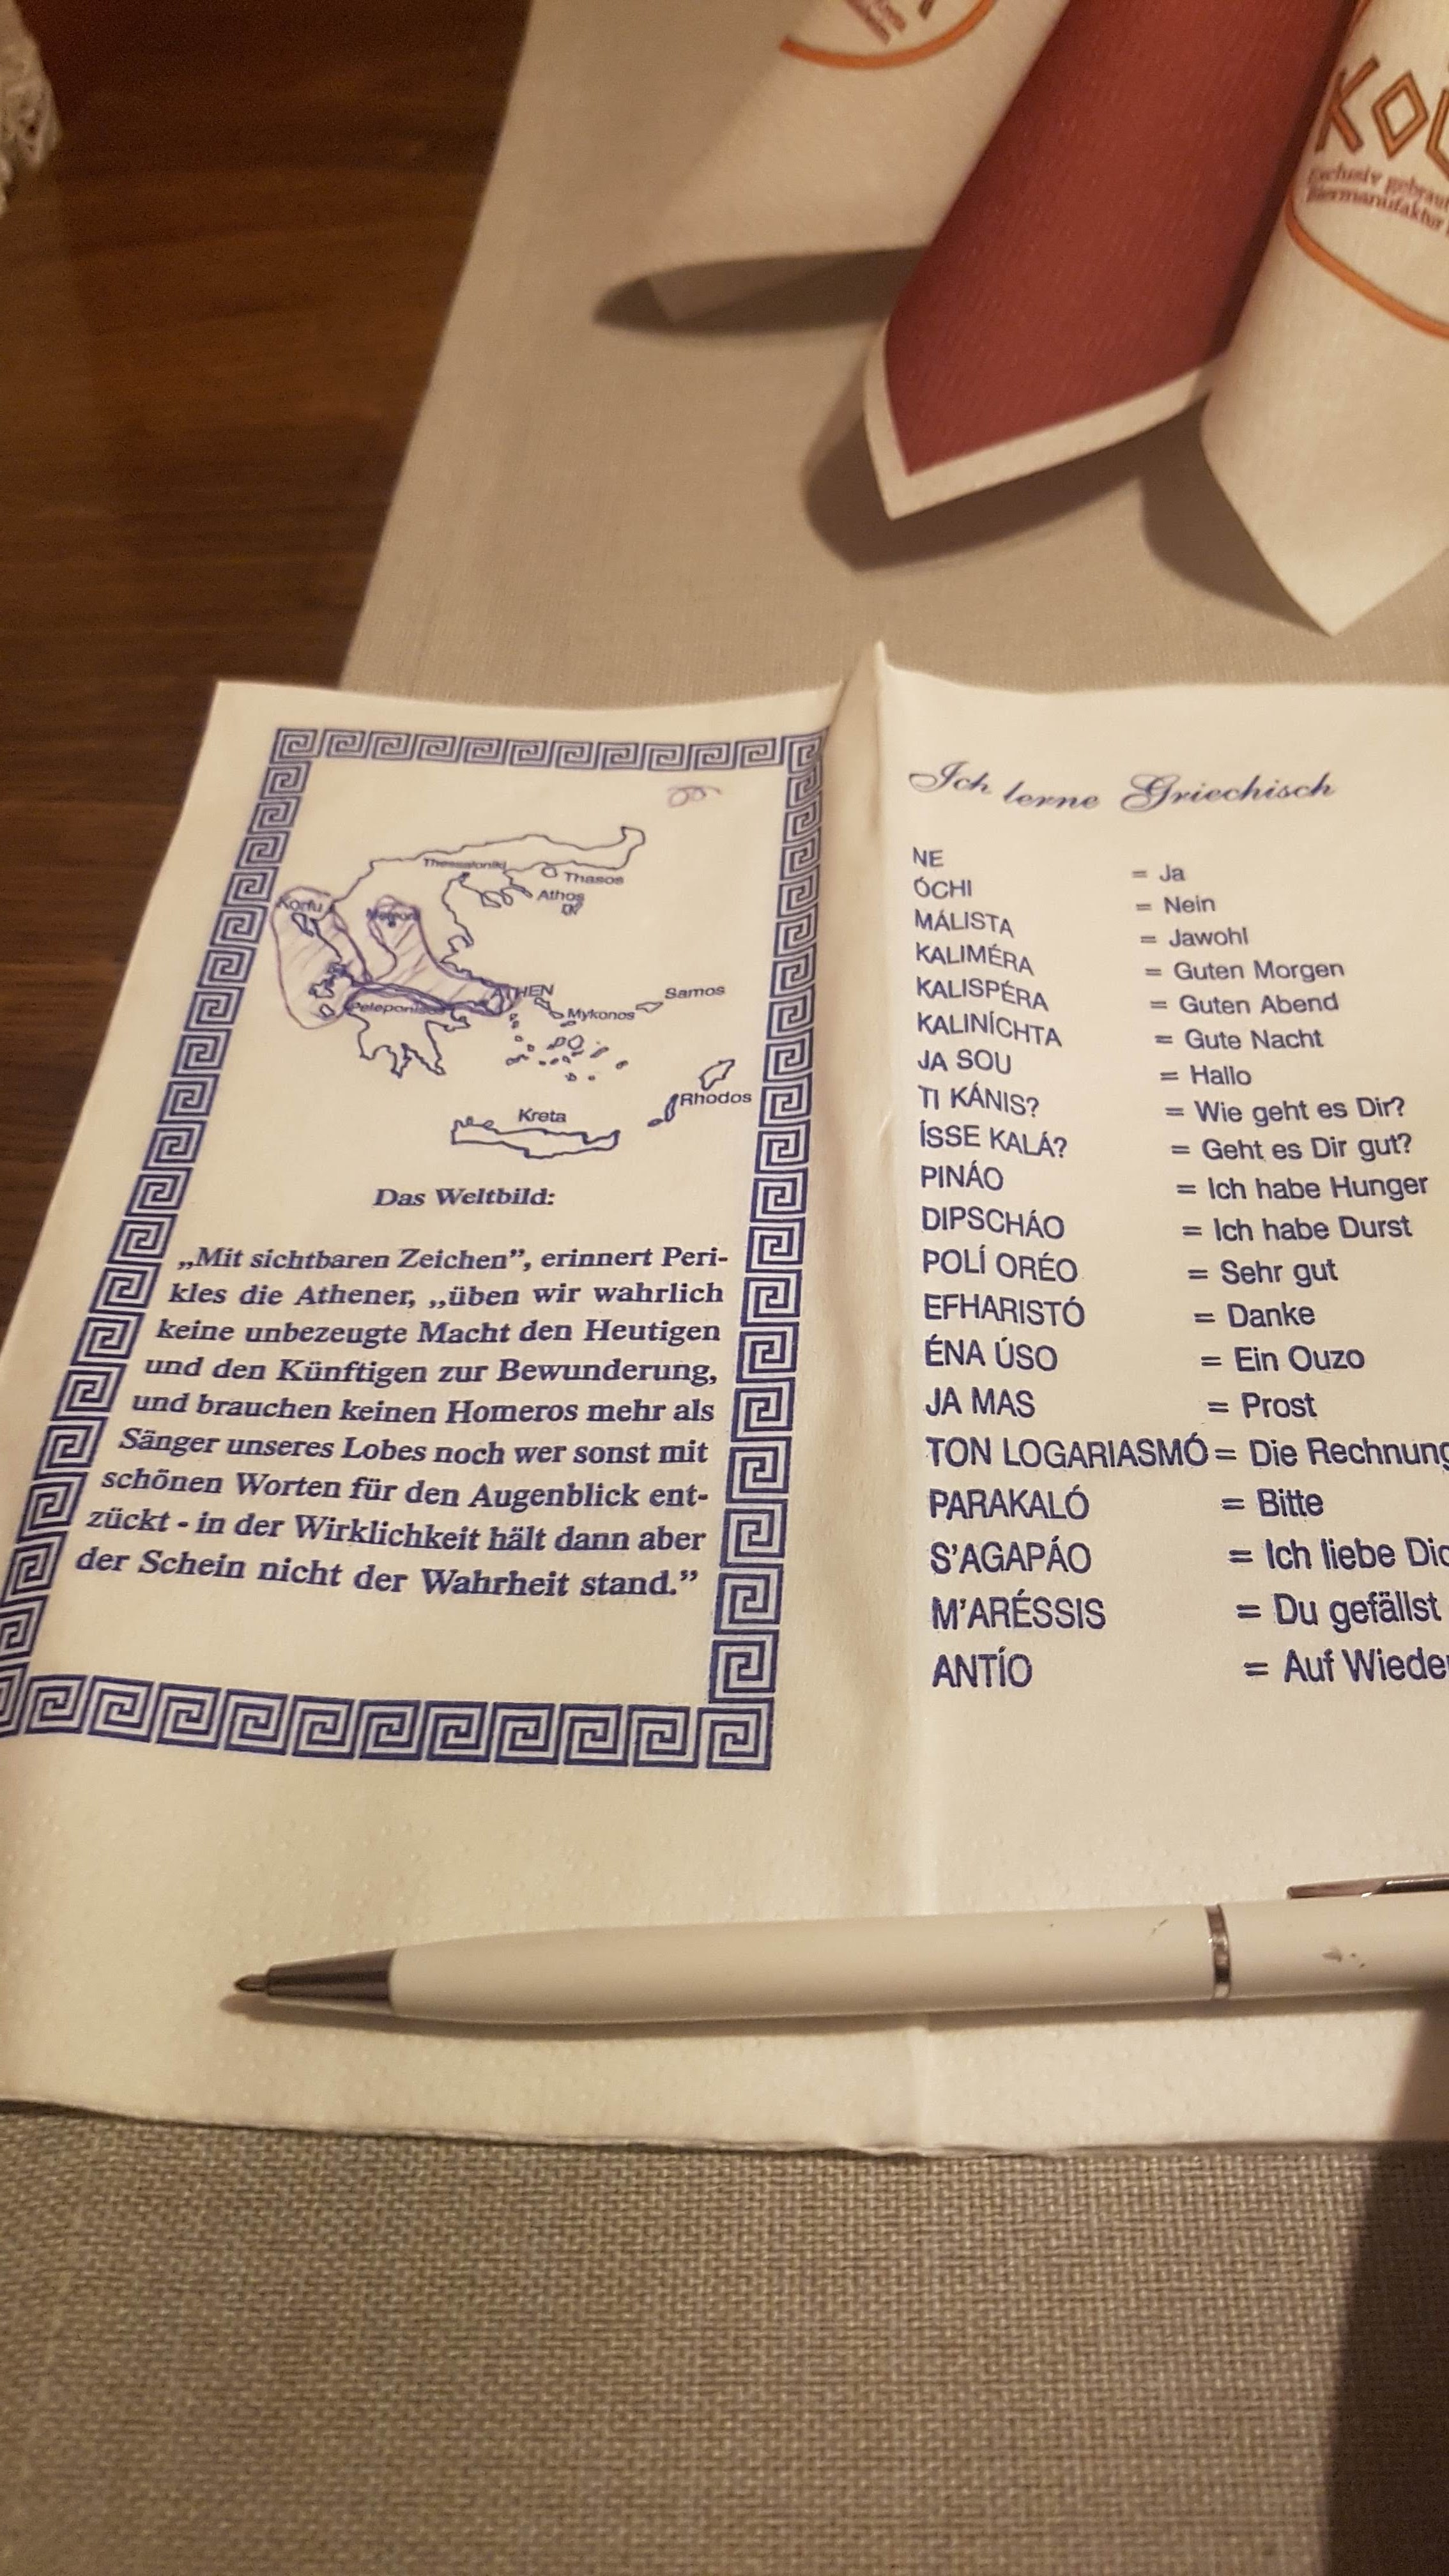 Exclusiv
Biermanufaktur
Thessaloniki
Thasos
Athos
Korfu
ATHEN
Samos
Peleponnes
Mykonos
Rhodos
Kreta
Das Weltbild:
„Mit sichtbaren Zeichen”, erinnert Peri-
kles die Athener, „üben wir wahrlich
keine unbezeugte Macht den Heutigen
und den Künftigen zur Bewunderung,
und brauchen keinen Homeros mehr als
Sänger unseres Lobes noch wer sonst mit
schönen Worten für den Augenblick ent-
zückt - in der Wirklichkeit hält dann aber
der Schein nicht der Wahrheit stand.”
Ich lerne Griechisch
NE = Ja
ÓCHI = Nein
MÁLISTA = Jawohl
KALIMÉRA = Guten Morgen
KALISPÉRA = Guten Abend
KALINÍCHTA = Gute Nacht
JA SOU = Hallo
TI KÁNIS? = Wie geht es Dir?
ÍSSE KALÁ? = Geht es Dir gut?
PINÁO = Ich habe Hunger
DIPSCHÁO = Ich habe Durst
POLÍ ORÉO = Sehr gut
EFHARISTÓ = Danke
ÉNA ÚSO = Ein Ouzo
JA MAS = Prost
TON LOGARIASMÓ = Die Rechnung
PARAKALÓ = Bitte
S'AGAPÁO = Ich liebe Dic
M'ARÉSSIS = Du gefällst
ANTÍO = Auf Wieder